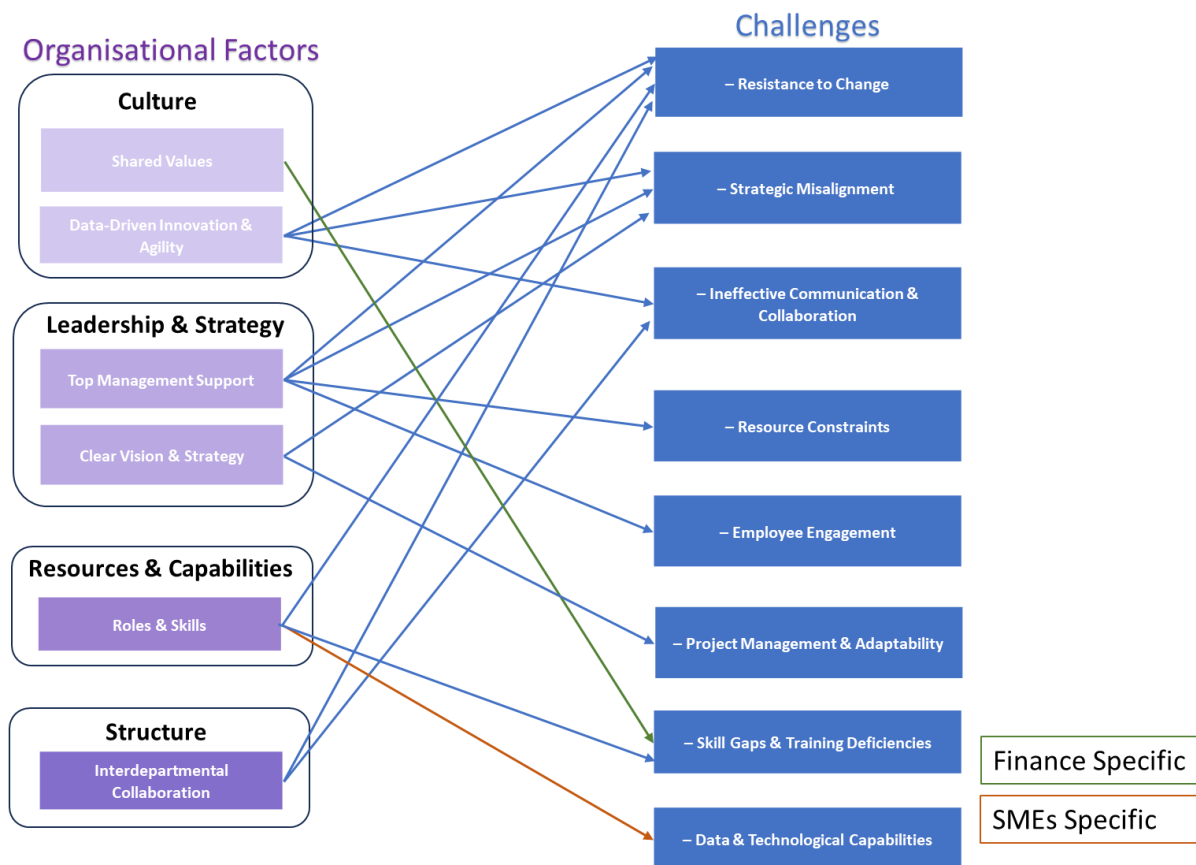 Organisational Factors
Challenges
Culture
Shared Values
Data-Driven Innovation &
Agility
Leadership & Strategy
Top Management Support
Clear Vision & Strategy
Resources & Capabilities
Roles & Skills
Structure
Interdepartmental
Collaboration
– Resistance to Change
– Strategic Misalignment
– Ineffective Communication &
Collaboration
– Resource Constraints
– Employee Engagement
– Project Management & Adaptability
– Skill Gaps & Training Deficiencies
– Data & Technological Capabilities
Finance Specific
SMEs Specific